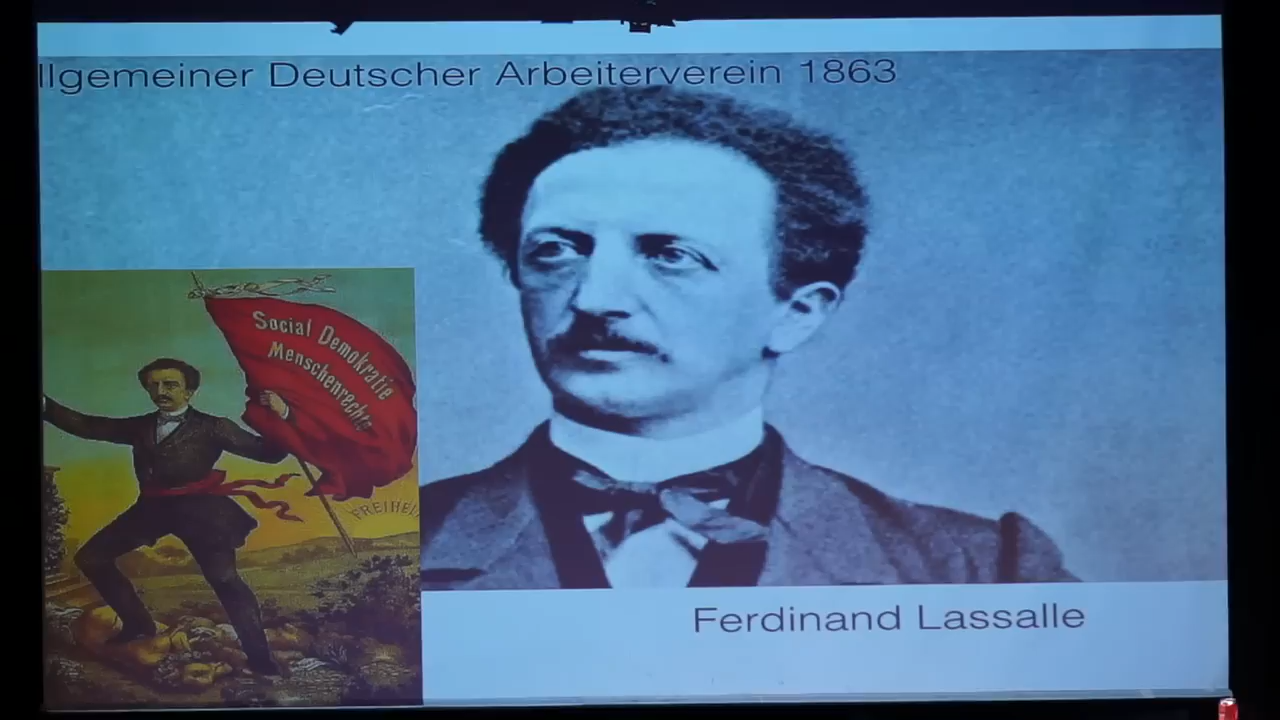 llgemeiner Deutscher Arbeiterverein 1863
Social Demokratie
Menschenrechte
FREIHEI
Ferdinand Lassalle